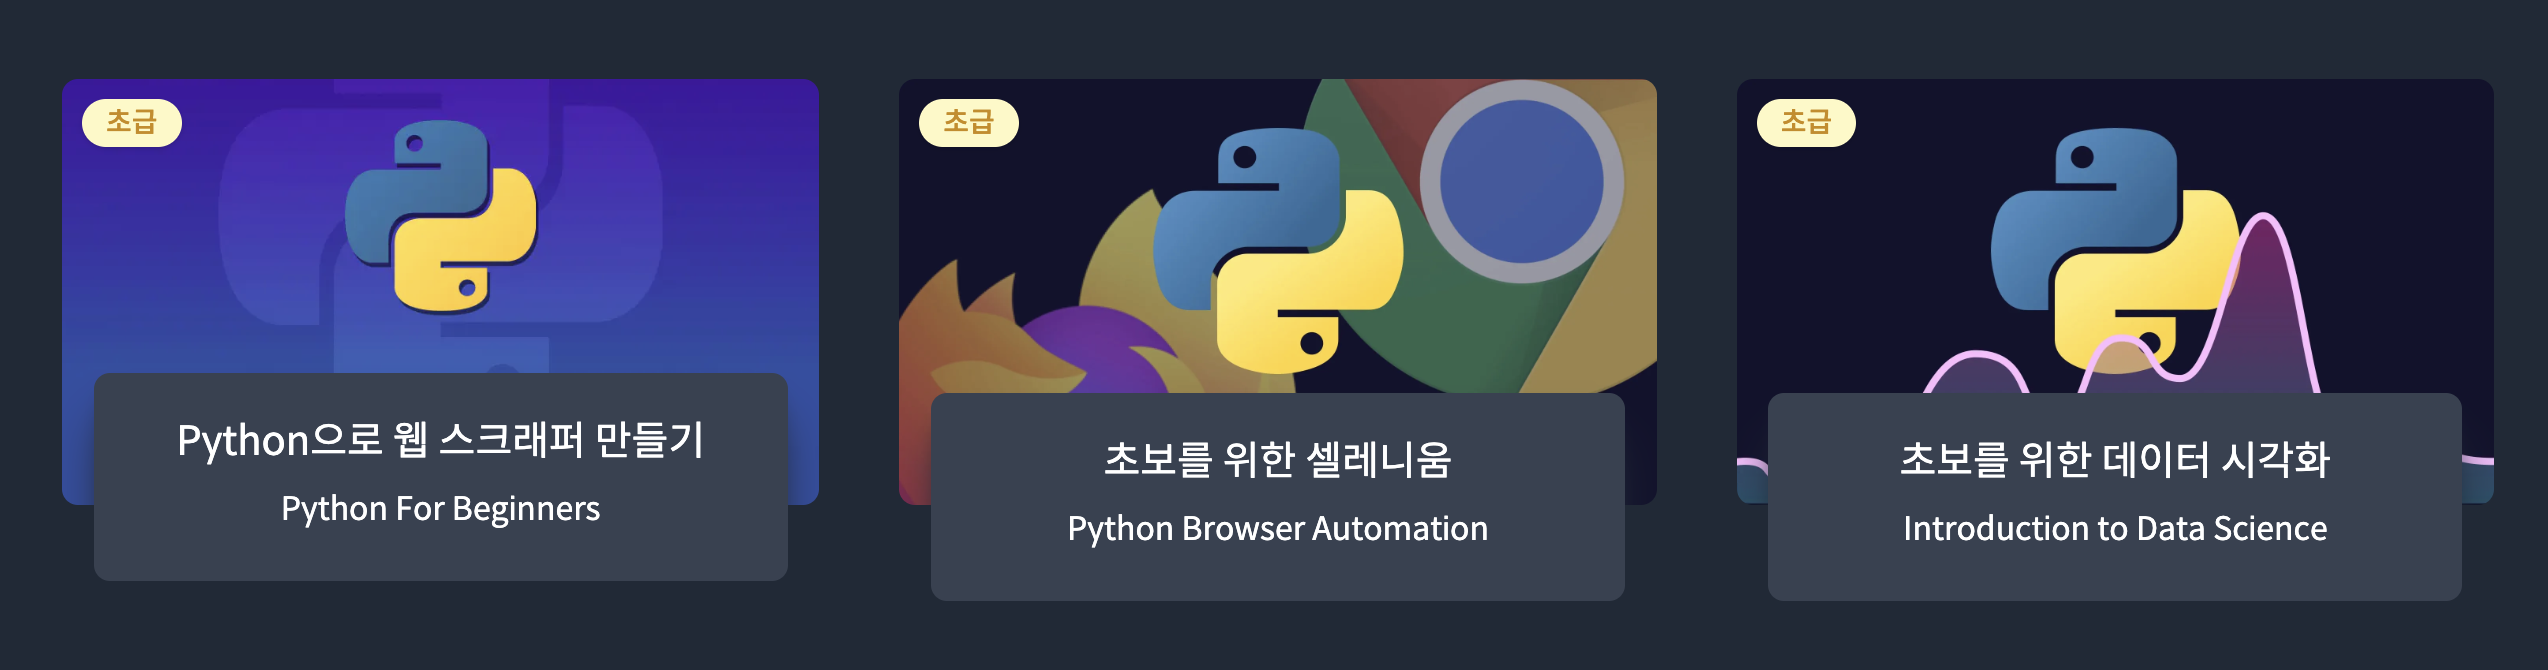 초급
Python으로 웹 스크래퍼 만들기
Python For Beginners
초급
초보를 위한 셀레니움
Python Browser Automation
초급
초보를 위한 데이터 시각화
Introduction to Data Science